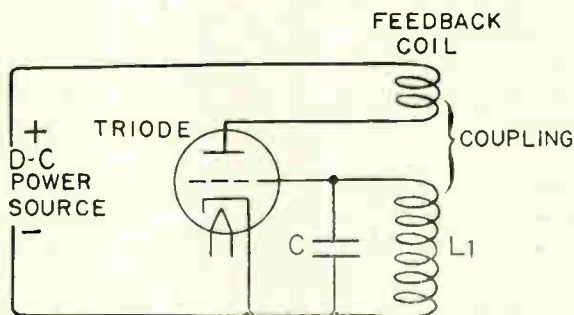 FEEDBACK
COIL
TRIODE
COUPLING
+
D-C
POWER
SOURCE
-
C
L1